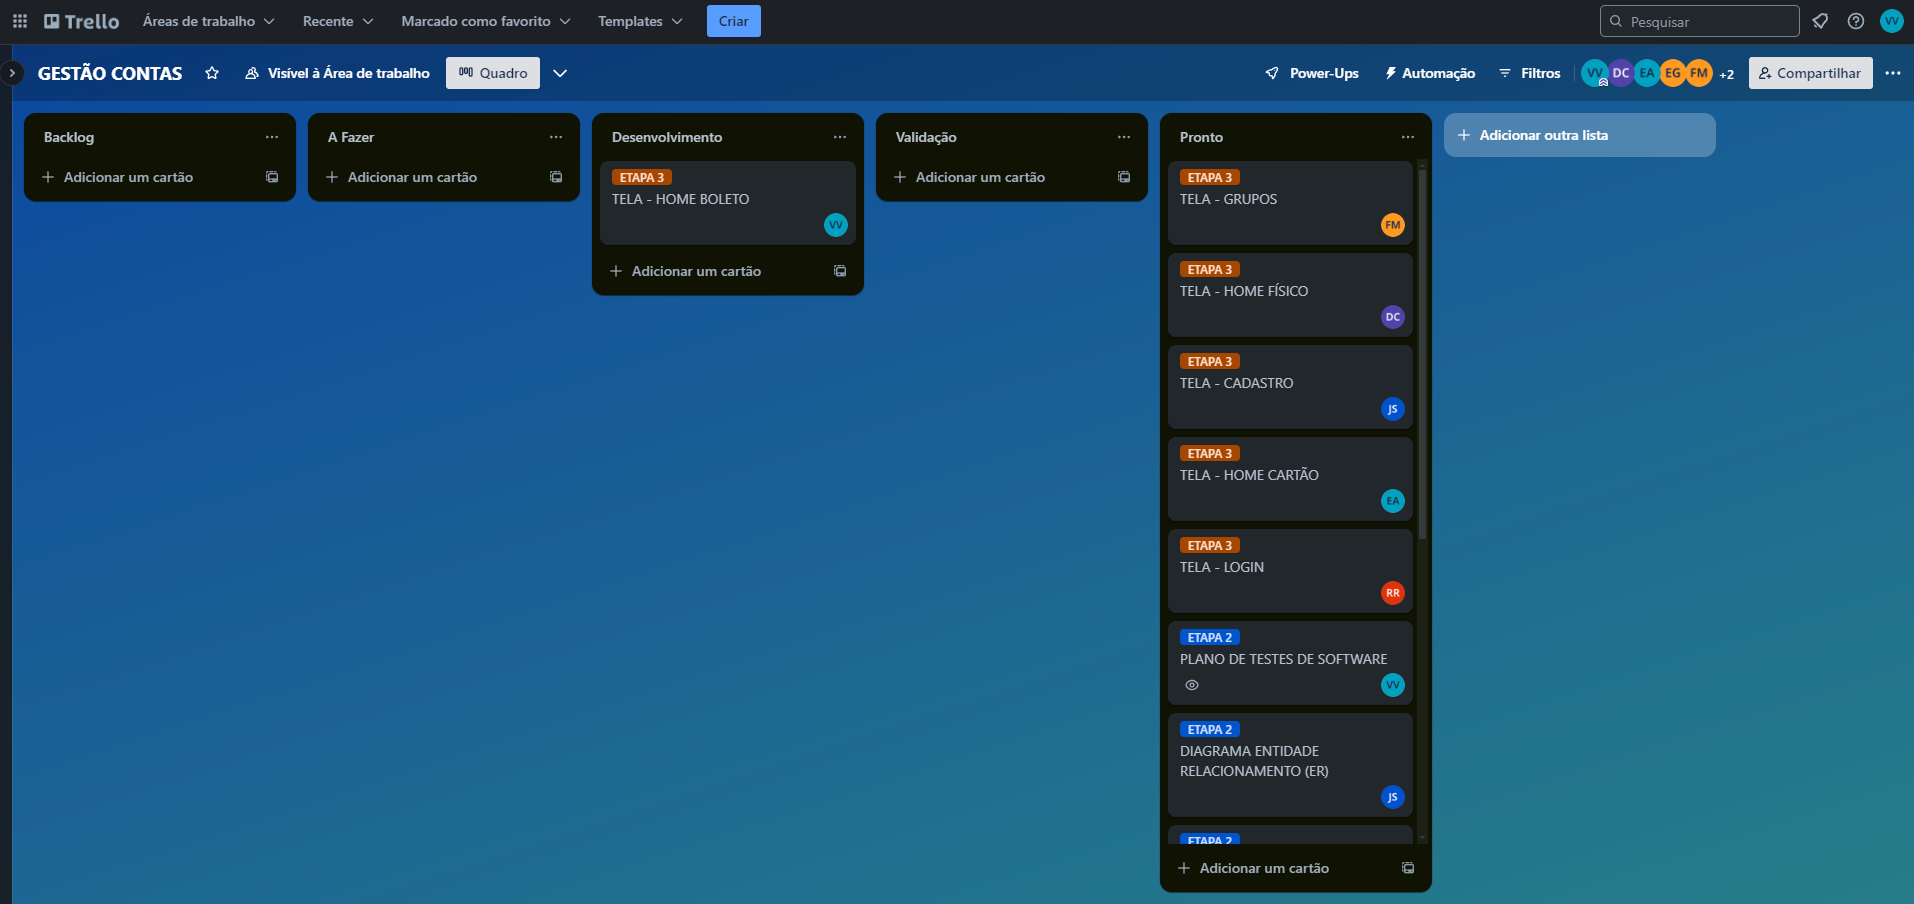 Trello
Áreas de trabalho
Recente
Marcado como favorito
Templates
Criar
Pesquisar
VV
GESTÃO CONTAS
Visível à Área de trabalho
Quadro
Power-Ups
Automação
Filtros
VV DC EA EG FM +2
Compartilhar
Backlog
Adicionar um cartão
A Fazer
Adicionar um cartão
Desenvolvimento
ETAPA 3
TELA - HOME BOLETO
VV
Adicionar um cartão
Validação
Adicionar um cartão
Pronto
ETAPA 3
TELA - GRUPOS
FM
ETAPA 3
TELA - HOME FÍSICO
DC
ETAPA 3
TELA - CADASTRO
JS
ETAPA 3
TELA - HOME CARTÃO
EA
ETAPA 3
TELA - LOGIN
RR
ETAPA 2
PLANO DE TESTES DE SOFTWARE
VV
ETAPA 2
DIAGRAMA ENTIDADE
RELACIONAMENTO (ER)
JS
ETAPA 2
Adicionar um cartão
Adicionar outra lista